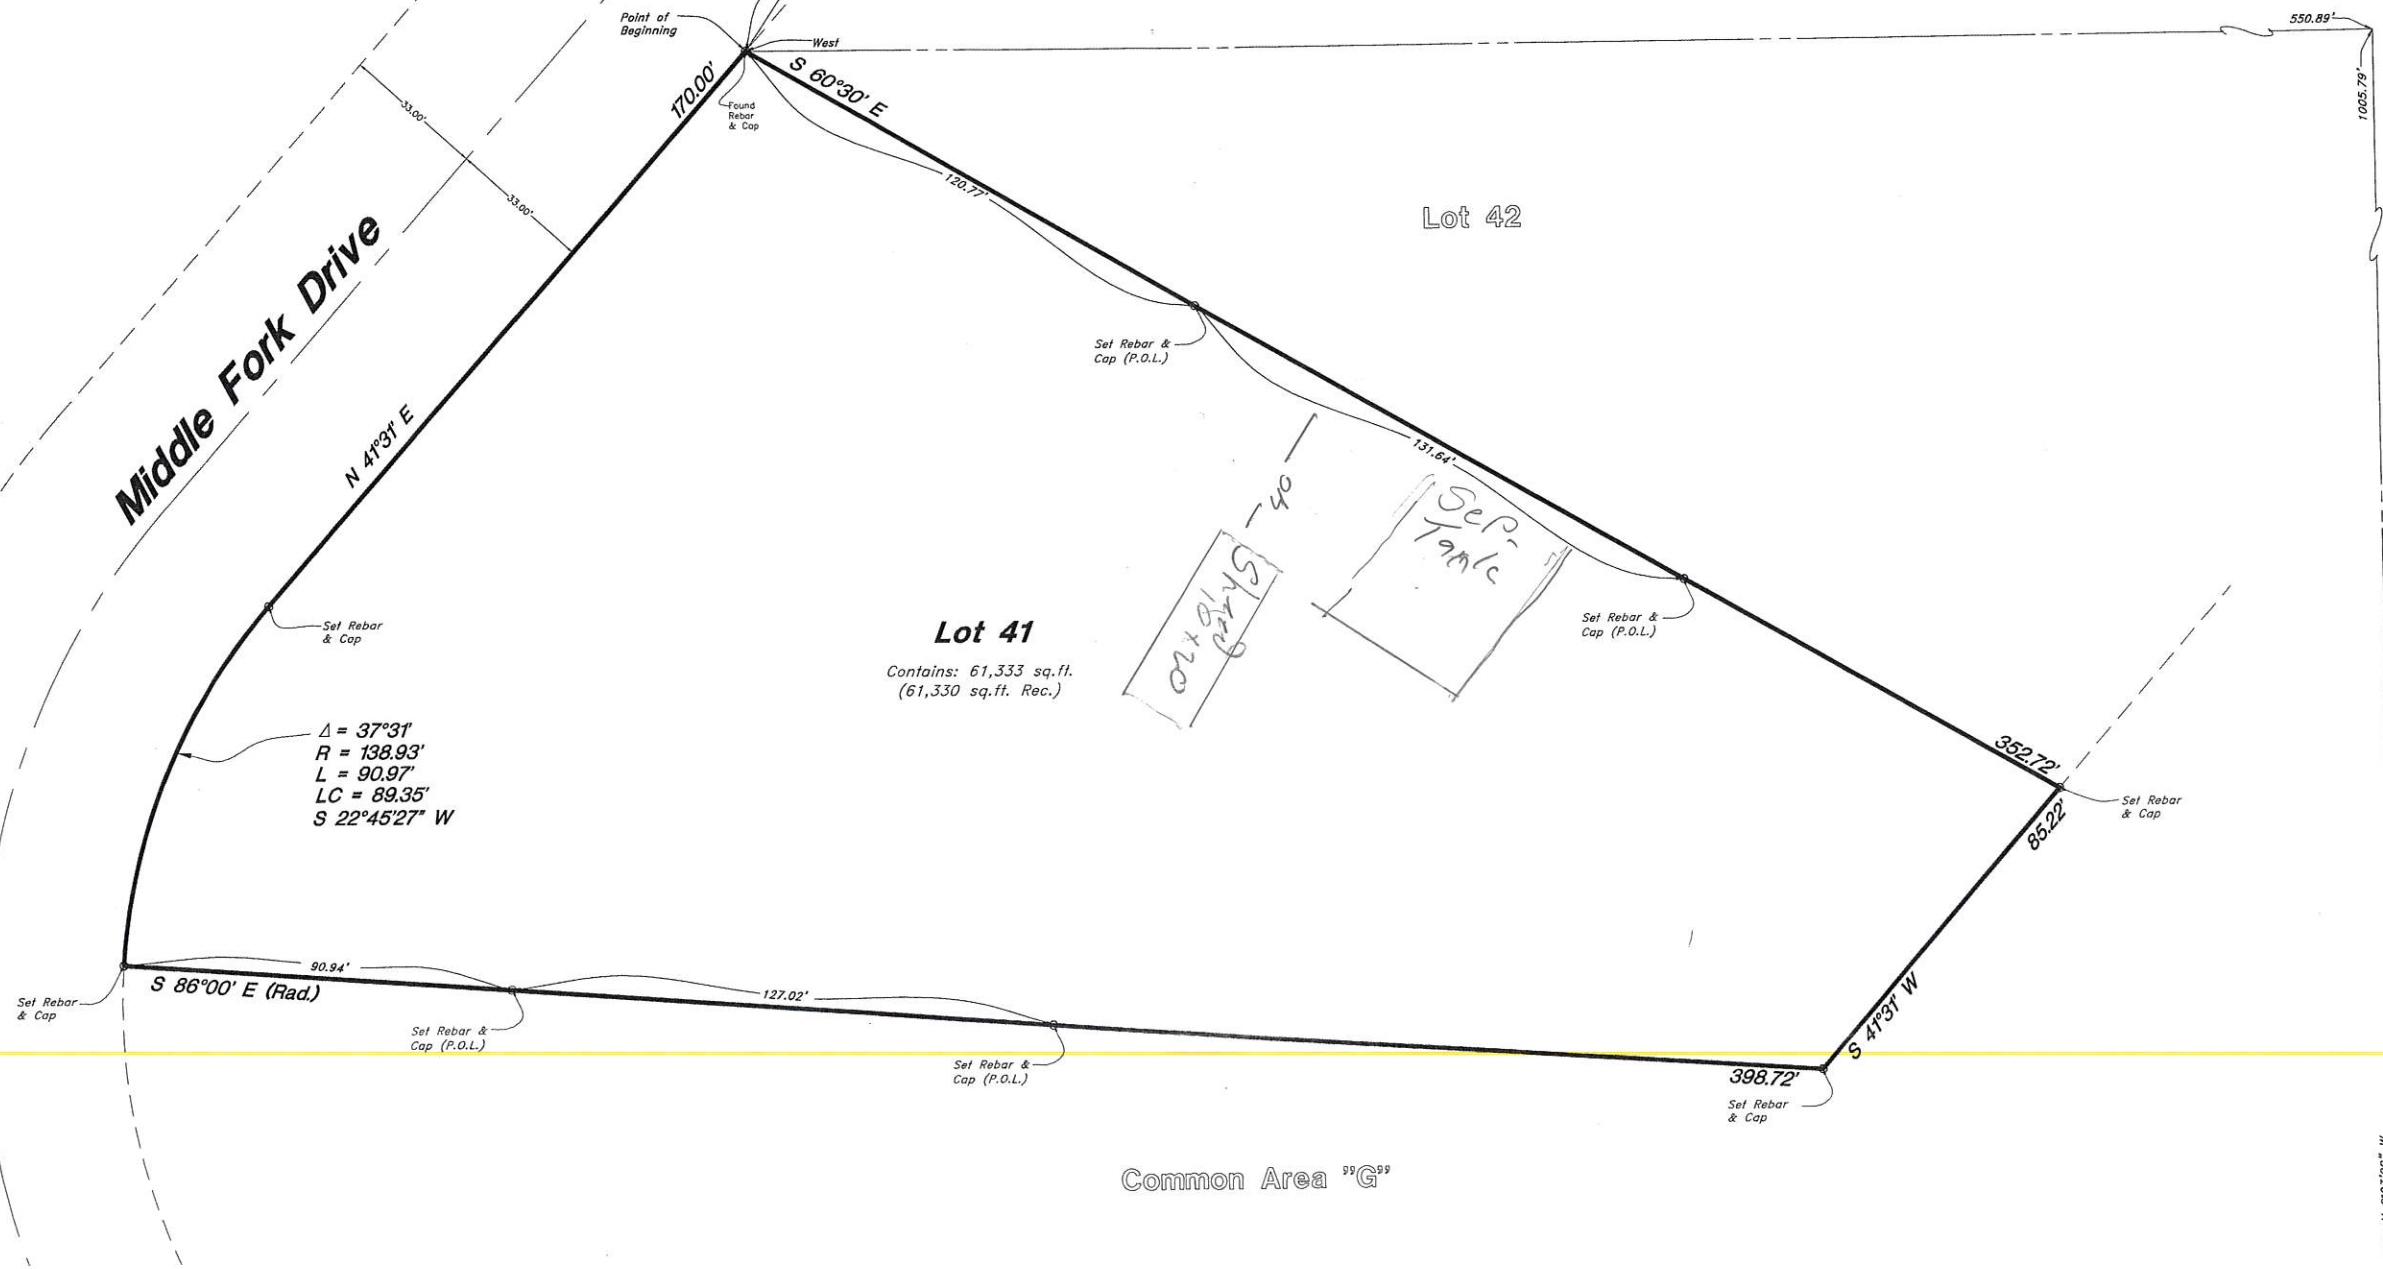 Point of
Beginning
West
550.89'
1005.79'
S 60°30' E
170.00'
Found
Rebar
& Cap
33.00'
33.00'
120.77'
Lot 42
Middle Fork Drive
N 41°31' E
Set Rebar &
Cap (P.O.L.)
131.64'
40
Sep.
Tank
Shed
10x20
Set Rebar &
Cap (P.O.L.)
Set Rebar
& Cap
Lot 41
Contains: 61,333 sq.ft.
(61,330 sq.ft. Rec.)
Δ = 37°31'
R = 138.93'
L = 90.97'
LC = 89.35'
S 22°45'27" W
352.72'
Set Rebar
& Cap
85.22'
90.94'
S 86°00' E (Rad.)
127.02'
Set Rebar
& Cap
Set Rebar &
Cap (P.O.L.)
Set Rebar &
Cap (P.O.L.)
S 41°31' W
398.72'
Set Rebar
& Cap
Common Area "G"